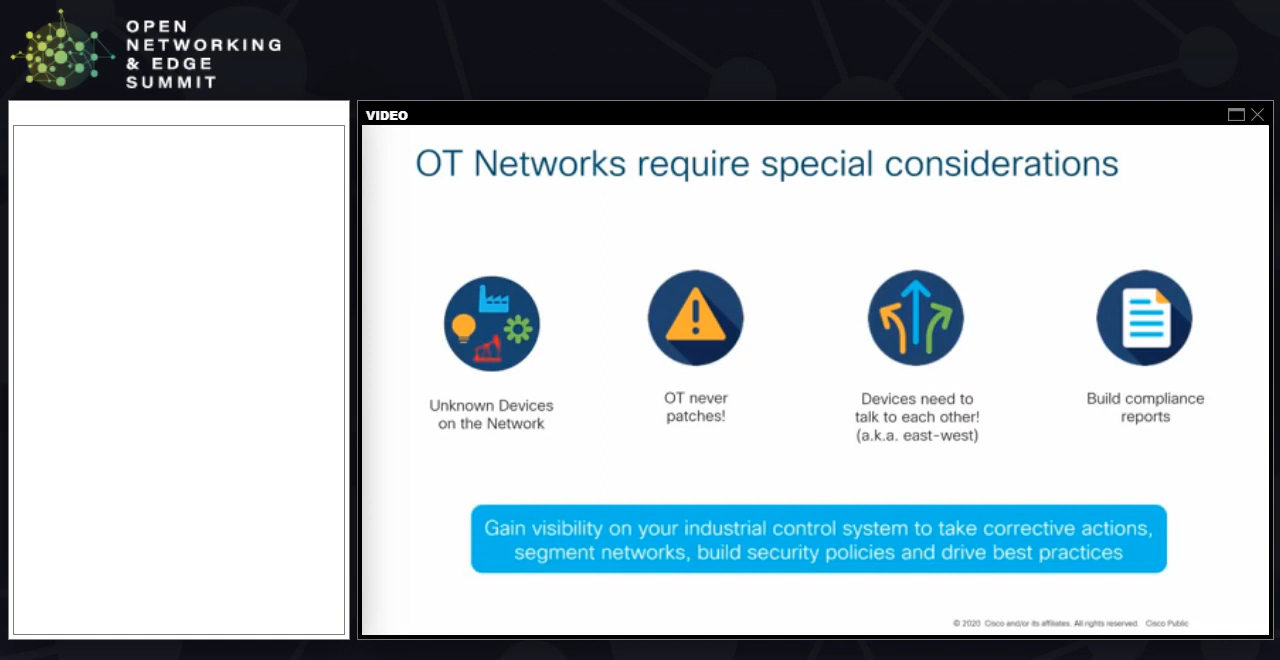 OPEN
NETWORKING
& EDGE
SUMMIT
VIDEO
OT Networks require special considerations
Unknown Devices
on the Network
OT never
patches!
Devices need to
talk to each other!
(a.k.a. east-west)
Build compliance
reports
Gain visibility on your industrial control system to take corrective actions,
segment networks, build security policies and drive best practices
© 2020 Cisco and/or its affiliates. All rights reserved. Cisco Public